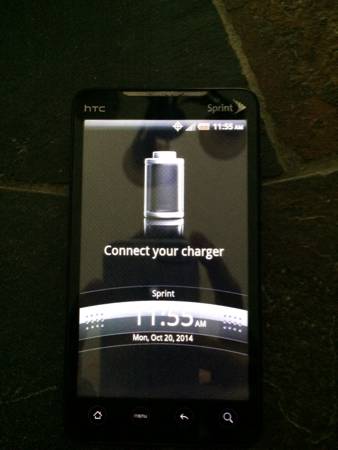 hTC Sprint
11:55 AM
Connect your charger
Sprint
11:55 AM
Mon, Oct 20, 2014
menu